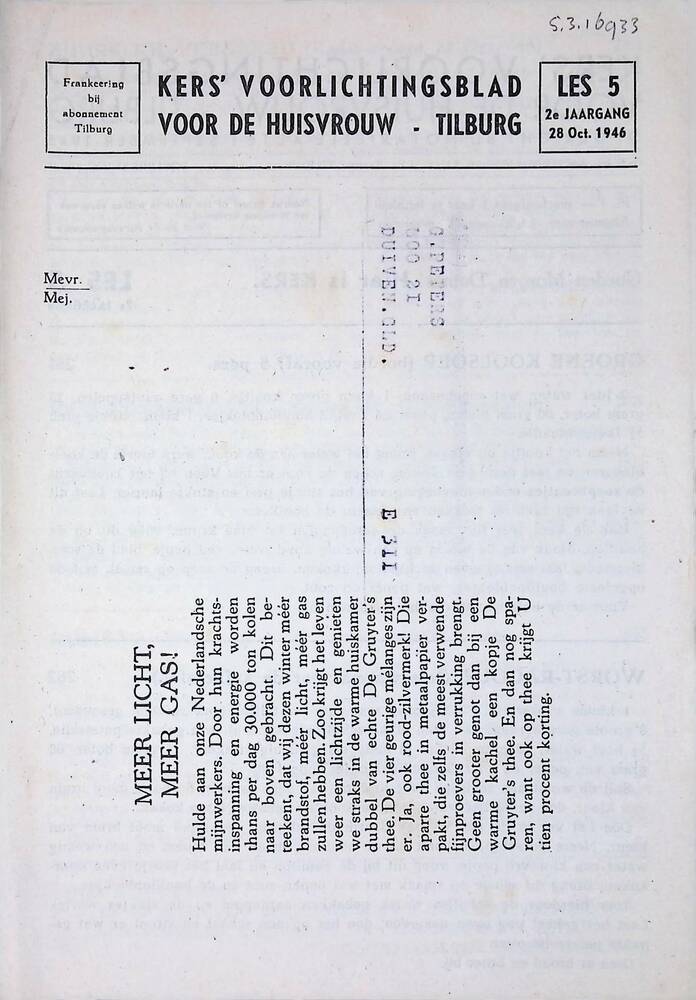 5.3.16933
Frankeering
bij
abonnement
Tilburg
KERS' VOORLICHTINGSBLAD
VOOR DE HUISVROUW - TILBURG
LES 5
2e JAARGANG
28 Oct. 1946
Mevr.
Mej.
G.PETERS
DUIVEN.GLD.
E 311
MEER LICHT,
MEER GAS!
Hulde aan onze Nederlandsche
mijnwerkers. Door hun krachts-
inspanning en energie worden
thans per dag 30.000 ton kolen
naar boven gebracht. Dit be-
teekent, dat wij dezen winter méér
brandstof, méér licht, méér gas
zullen hebben. Zoo krijgt het leven
weer een lichtzijde en genieten
we straks in de warme huiskamer
dubbel van echte De Gruyter's
thee. De vier geurige mélanges zijn
er. Ja, ook rood-zilvermerk! Die
aparte thee in metaalpapier ver-
pakt, die zelfs de meest verwende
fijnproevers in verrukking brengt.
Geen grooter genot dan bij een
warme kachel een kopje De
Gruyter's thee. En dan nog spa-
ren, want ook op thee krijgt U
tien procent korting.